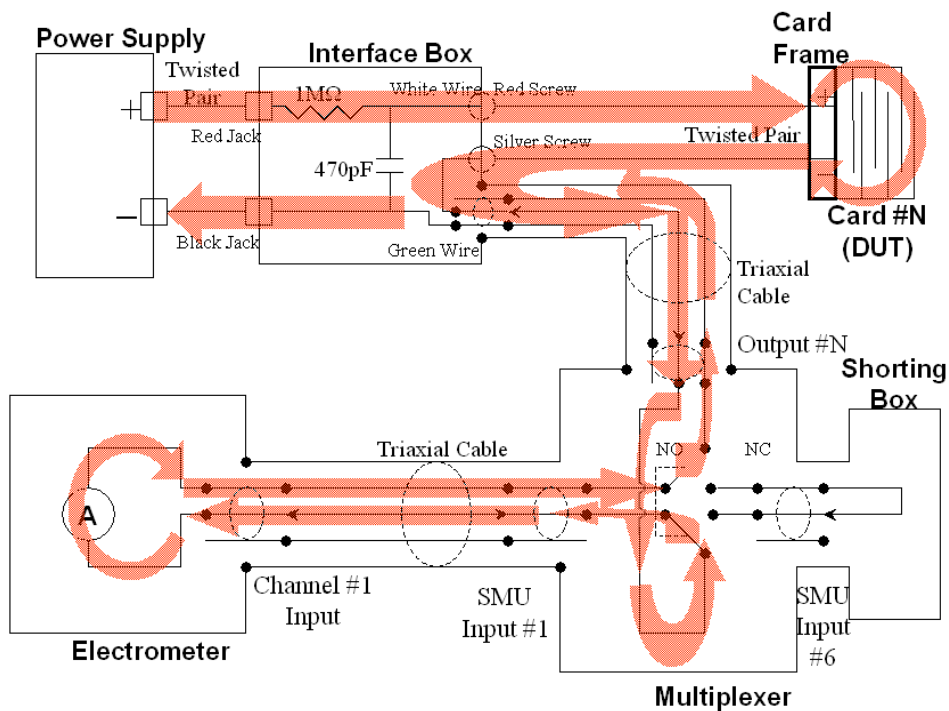 Power Supply
Interface Box
Card
Frame
Twisted
Pair
1MΩ
White Wire
Red Screw
+
+
Red Jack
Silver Screw
Twisted Pair
470pF
−
−
Black Jack
Green Wire
Card #N
(DUT)
Triaxial
Cable
Output #N
Shorting
Box
Triaxial Cable
NO
NC
A
Channel #1
Input
SMU
Input #1
SMU
Input
#6
Electrometer
Multiplexer